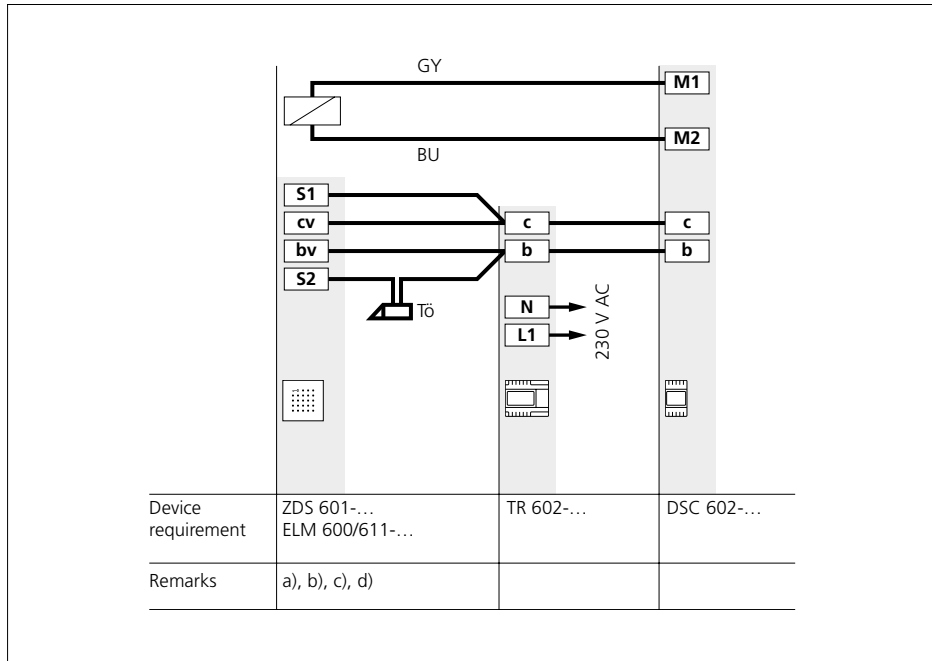 GY
M1
M2
BU
S1
cv
c
c
bv
b
b
S2
Tö
N
L1
230 V AC
Device requirement
ZDS 601-…
ELM 600/611-…
TR 602-…
DSC 602-…
Remarks
a), b), c), d)